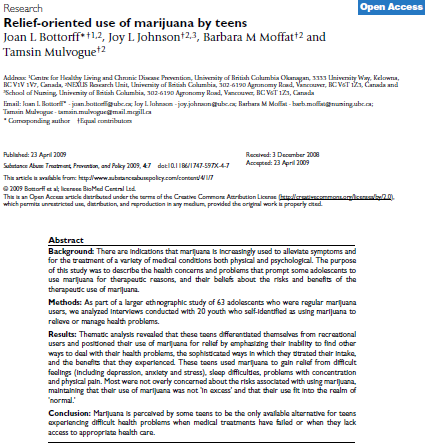 Research
Open Access
Relief-oriented use of marijuana by teens
Joan L Bottorff*†1,2, Joy L Johnson†2,3, Barbara M Moffat†2 and
Tamsin Mulvogue†2
Address: 1Centre for Healthy Living and Chronic Disease Prevention, University of British Columbia Okanagan, 3333 University Way, Kelowna,
BC V1V 1V7, Canada, 2NEXUS Research Unit, University of British Columbia, 302-6190 Agronomy Road, Vancouver, BC V6T 1Z3, Canada and
3School of Nursing, University of British Columbia, 302-6190 Agronomy Road, Vancouver, BC V6T 1Z3, Canada
Email: Joan L Bottorff* - joan.bottorff@ubc.ca; Joy L Johnson - joy.johnson@ubc.ca; Barbara M Moffat - barb.moffat@nursing.ubc.ca;
Tamsin Mulvogue - tamsin.mulvogue@mail.mcgill.ca
* Corresponding author †Equal contributors
Published: 23 April 2009
Received: 3 December 2008
Accepted: 23 April 2009
Substance Abuse Treatment, Prevention, and Policy 2009, 4:7 doi:10.1186/1747-597X-4-7
This article is available from: http://www.substanceabusepolicy.com/content/4/1/7
© 2009 Bottorff et al; licensee BioMed Central Ltd.
This is an Open Access article distributed under the terms of the Creative Commons Attribution License (http://creativecommons.org/licenses/by/2.0),
which permits unrestricted use, distribution, and reproduction in any medium, provided the original work is properly cited.
Abstract
Background: There are indications that marijuana is increasingly used to alleviate symptoms and
for the treatment of a variety of medical conditions both physical and psychological. The purpose
of this study was to describe the health concerns and problems that prompt some adolescents to
use marijuana for therapeutic reasons, and their beliefs about the risks and benefits of the
therapeutic use of marijuana.
Methods: As part of a larger ethnographic study of 63 adolescents who were regular marijuana
users, we analyzed interviews conducted with 20 youth who self-identified as using marijuana to
relieve or manage health problems.
Results: Thematic analysis revealed that these teens differentiated themselves from recreational
users and positioned their use of marijuana for relief by emphasizing their inability to find other
ways to deal with their health problems, the sophisticated ways in which they titrated their intake,
and the benefits that they experienced. These teens used marijuana to gain relief from difficult
feelings (including depression, anxiety and stress), sleep difficulties, problems with concentration
and physical pain. Most were not overly concerned about the risks associated with using marijuana,
maintaining that their use of marijuana was not 'in excess' and that their use fit into the realm of
'normal.'
Conclusion: Marijuana is perceived by some teens to be the only available alternative for teens
experiencing difficult health problems when medical treatments have failed or when they lack
access to appropriate health care.